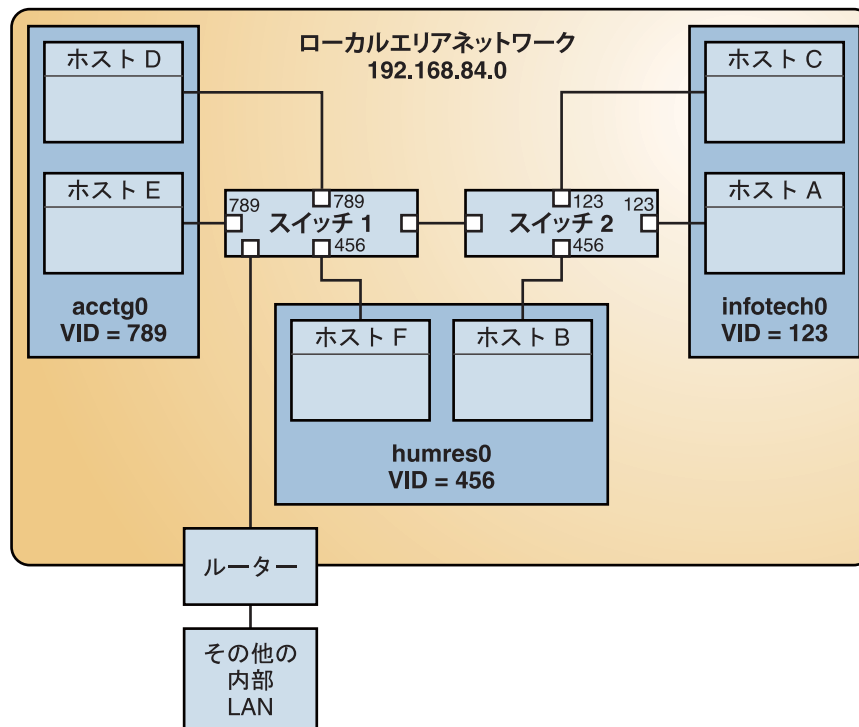 ローカルエリアネットワーク
192.168.84.0
ホスト D
ホスト C
ホスト E
ホスト A
789
789
スイッチ 1
456
123
123
スイッチ 2
456
acctg0
VID = 789
infotech0
VID = 123
ホスト F
ホスト B
humres0
VID = 456
ルーター
その他の
内部
LAN